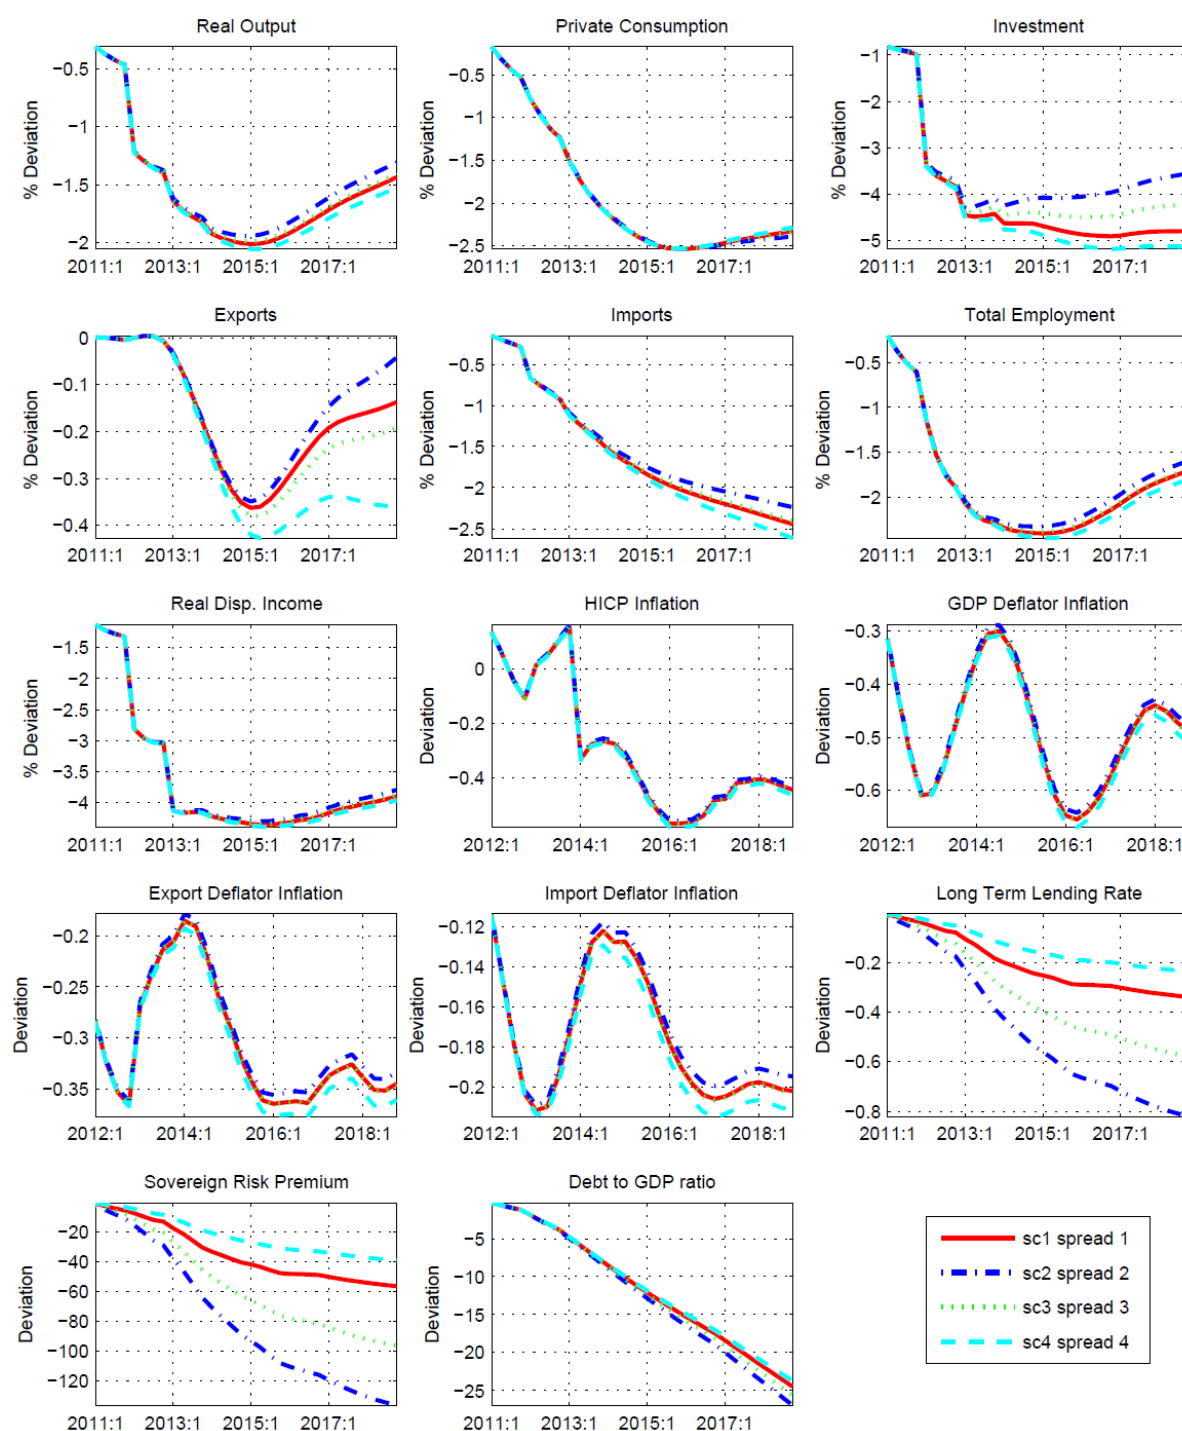 Real Output
% Deviation
−0.5
−1
−1.5
−2
2011:1 2013:1 2015:1 2017:1
Private Consumption
% Deviation
−0.5
−1
−1.5
−2
−2.5
2011:1 2013:1 2015:1 2017:1
Investment
% Deviation
−1
−2
−3
−4
−5
2011:1 2013:1 2015:1 2017:1
Exports
% Deviation
0
−0.1
−0.2
−0.3
−0.4
2011:1 2013:1 2015:1 2017:1
Imports
% Deviation
−0.5
−1
−1.5
−2
−2.5
2011:1 2013:1 2015:1 2017:1
Total Employment
% Deviation
−0.5
−1
−1.5
−2
2011:1 2013:1 2015:1 2017:1
Real Disp. Income
% Deviation
−1.5
−2
−2.5
−3
−3.5
−4
2011:1 2013:1 2015:1 2017:1
HICP Inflation
Deviation
0
−0.2
−0.4
2012:1 2014:1 2016:1 2018:1
GDP Deflator Inflation
Deviation
−0.3
−0.4
−0.5
−0.6
2012:1 2014:1 2016:1 2018:1
Export Deflator Inflation
Deviation
−0.2
−0.25
−0.3
−0.35
2012:1 2014:1 2016:1 2018:1
Import Deflator Inflation
Deviation
−0.12
−0.14
−0.16
−0.18
−0.2
2012:1 2014:1 2016:1 2018:1
Long Term Lending Rate
Deviation
−0.2
−0.4
−0.6
−0.8
2011:1 2013:1 2015:1 2017:1
Sovereign Risk Premium
Deviation
−20
−40
−60
−80
−100
−120
2011:1 2013:1 2015:1 2017:1
Debt to GDP ratio
Deviation
−5
−10
−15
−20
−25
2011:1 2013:1 2015:1 2017:1
sc1 spread 1
sc2 spread 2
sc3 spread 3
sc4 spread 4